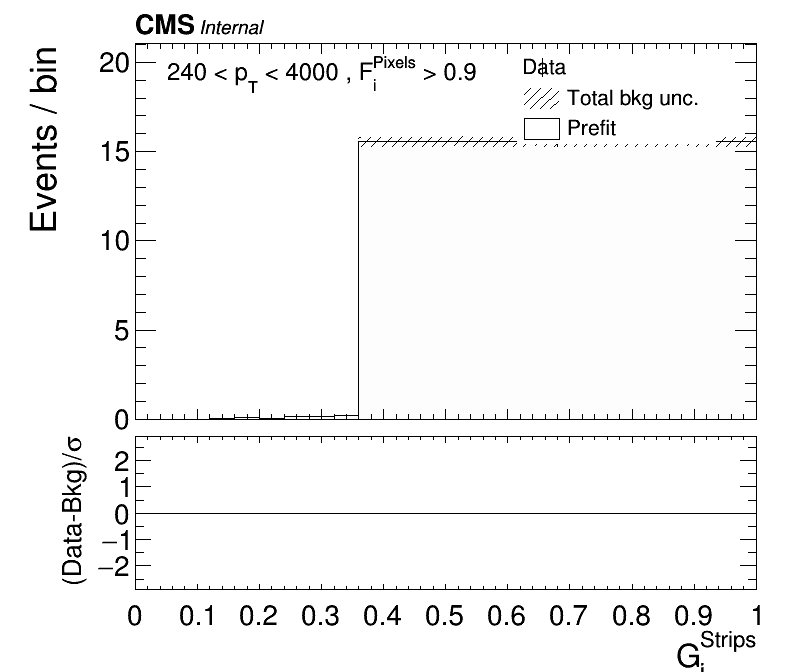 CMS Internal
240 < p_T < 4000 , F_i^Pixels > 0.9
Data
Total bkg unc.
Prefit
Events / bin
20
15
10
5
0
(Data-Bkg)/σ
2
1
0
−1
−2
0 0.1 0.2 0.3 0.4 0.5 0.6 0.7 0.8 0.9 1
G_i^Strips